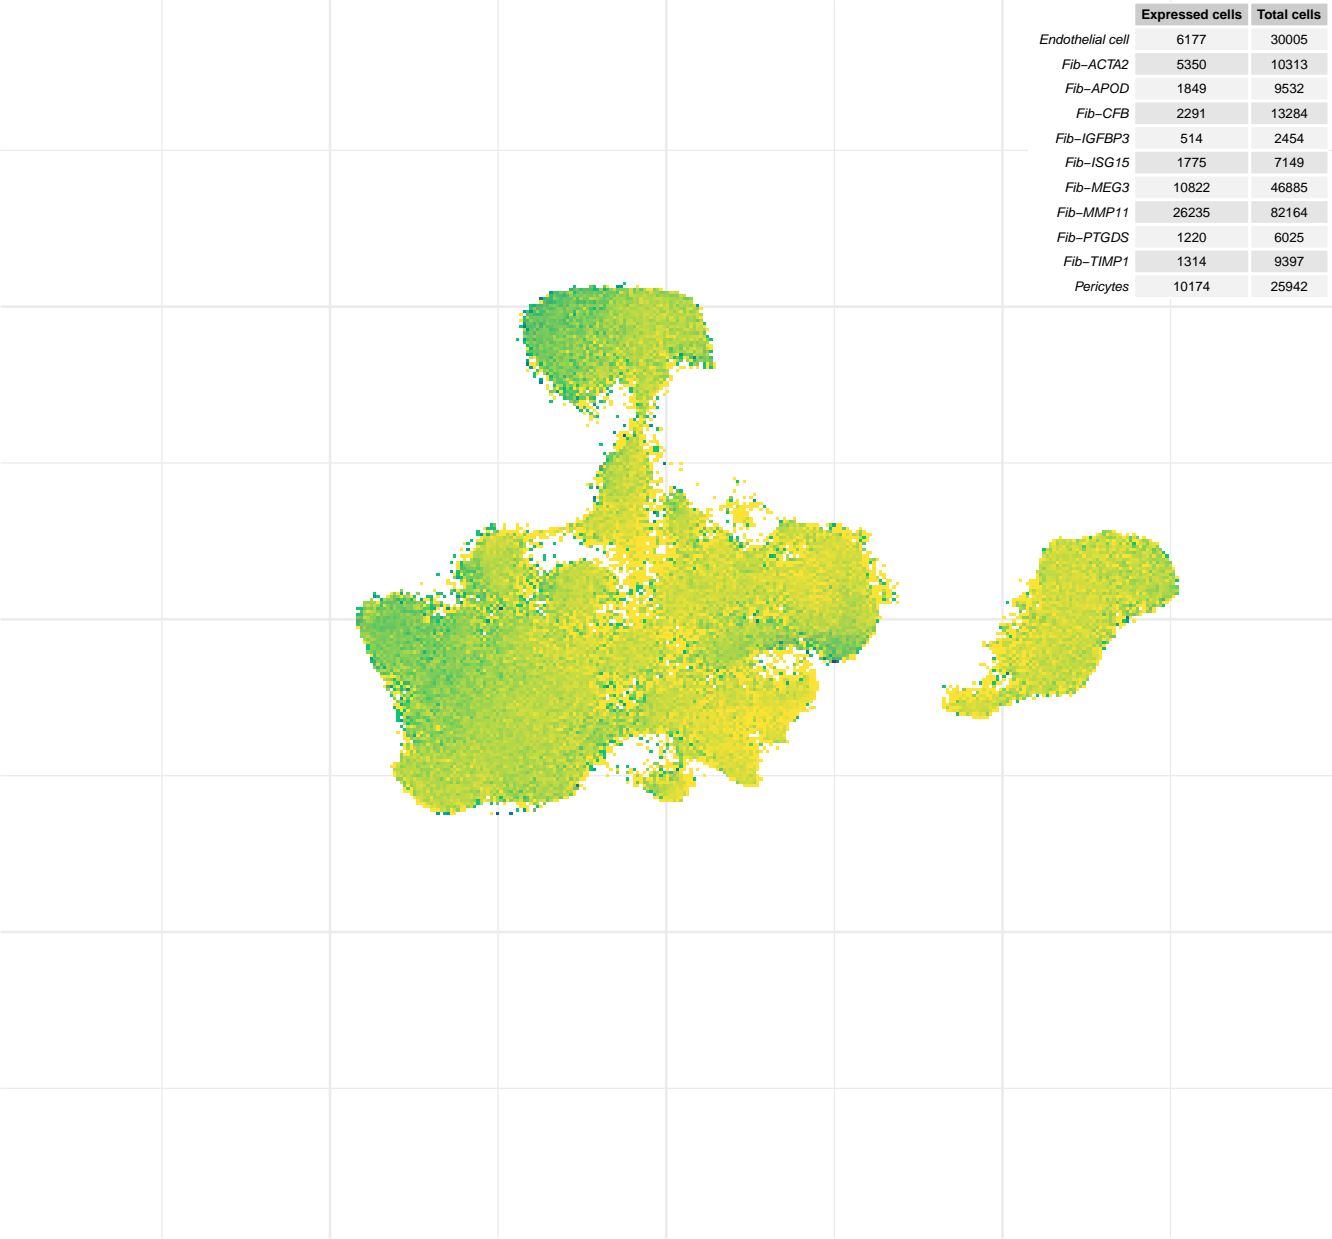 Expressed cells Total cells
Endothelial cell 6177 30005
Fib−ACTA2 5350 10313
Fib−APOD 1849 9532
Fib−CFB 2291 13284
Fib−IGFBP3 514 2454
Fib−ISG15 1775 7149
Fib−MEG3 10822 46885
Fib−MMP11 26235 82164
Fib−PTGDS 1220 6025
Fib−TIMP1 1314 9397
Pericytes 10174 25942